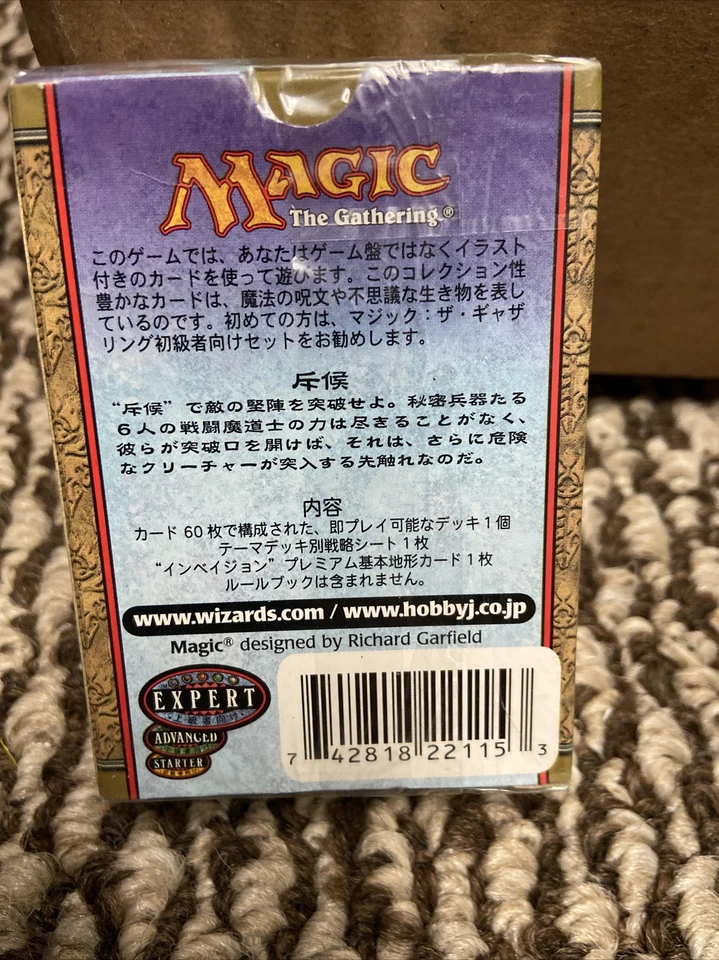 MAGIC
The Gathering®
このゲームでは、あなたはゲーム盤ではなくイラスト
付きのカードを使って遊びます。このコレクション性
豊かなカードは、魔法の呪文や不思議な生き物を表し
ているのです。初めての方は、マジック：ザ・ギャザ
リング初級者向けセットをお勧めします。
斥候
“斥候”で敵の堅陣を突破せよ。秘密兵器たる
6人の戦闘魔道士の力は尽きることがなく、
彼らが突破口を開けば、それは、さらに危険
なクリーチャーが突入する先触れなのだ。
内容
カード 60 枚で構成された、即プレイ可能なデッキ 1 個
テーマデッキ別戦略シート 1 枚
“インベイジョン”プレミアム基本地形カード 1 枚
ルールブックは含まれません。
www.wizards.com / www.hobbyj.co.jp
Magic® designed by Richard Garfield
EXPERT
上級者向け
ADVANCED
STARTER
7 42818 22115 3